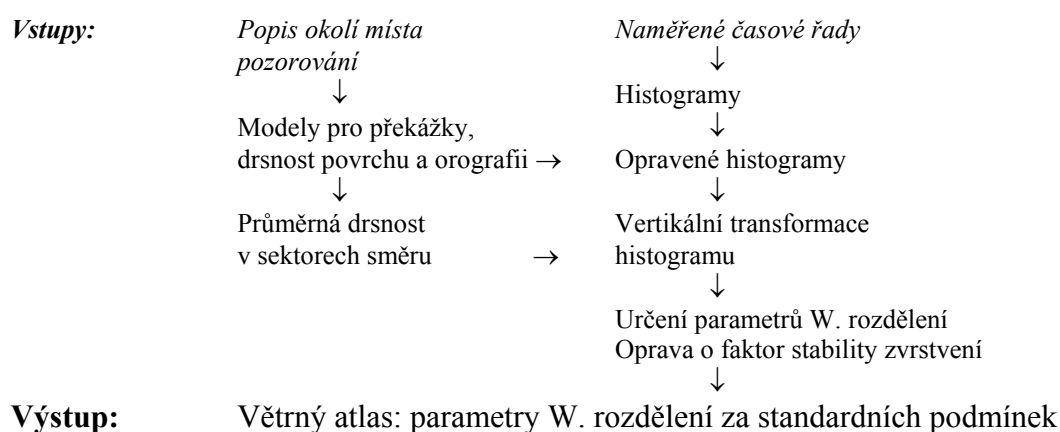 Vstupy: Popis okolí místa Naměřené časové řady
pozorování ↓
↓ Histogramy
Modely pro překážky, ↓
drsnost povrchu a orografii → Opravené histogramy
↓ ↓
Průměrná drsnost Vertikální transformace
v sektorech směru → histogramu
↓
Určení parametrů W. rozdělení
Oprava o faktor stability zvrstvení
↓
Výstup: Větrný atlas: parametry W. rozdělení za standardních podmínek